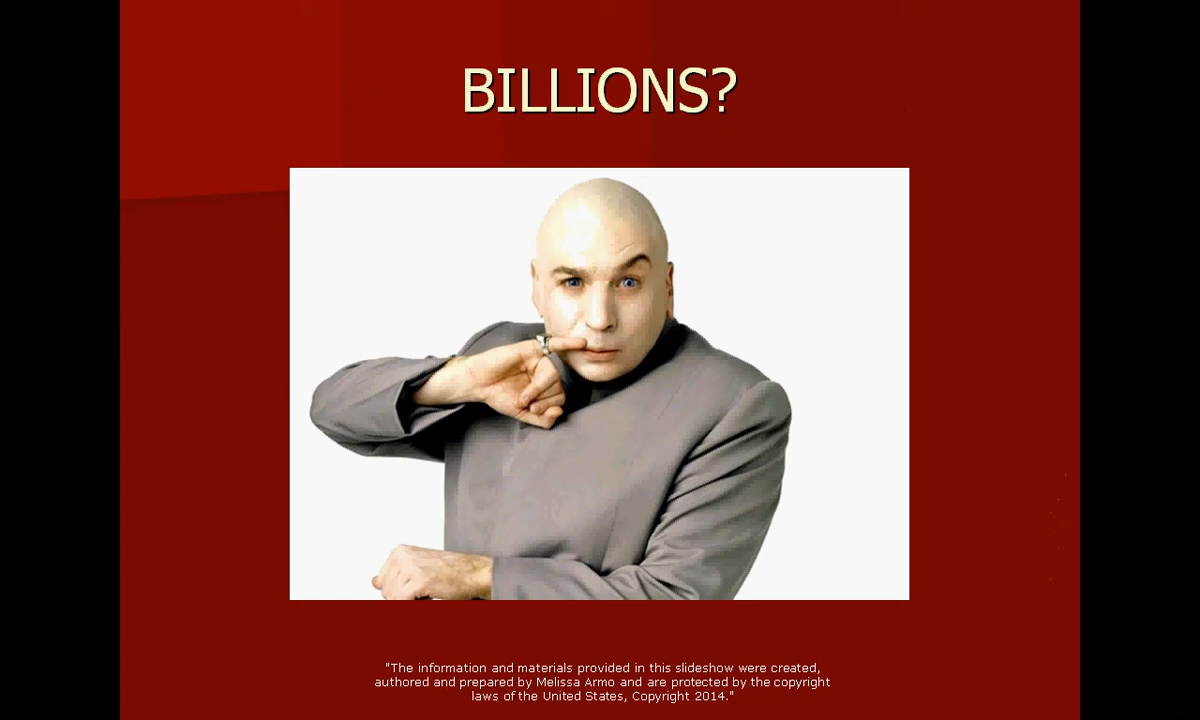 BILLIONS?
"The information and materials provided in this slideshow were created,
authored and prepared by Melissa Armo and are protected by the copyright
laws of the United States, Copyright 2014."